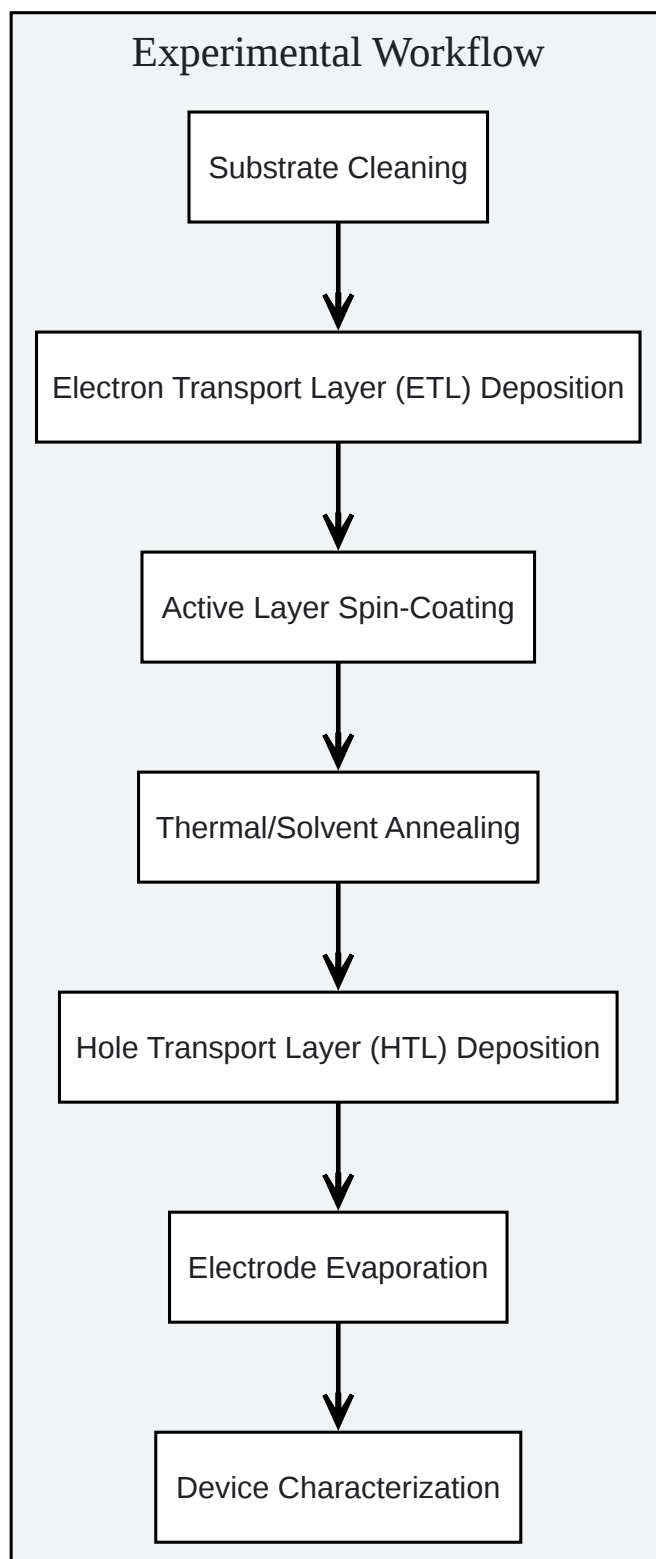 Experimental Workflow
Substrate Cleaning
Electron Transport Layer (ETL) Deposition
Active Layer Spin-Coating
Thermal/Solvent Annealing
Hole Transport Layer (HTL) Deposition
Electrode Evaporation
Device Characterization